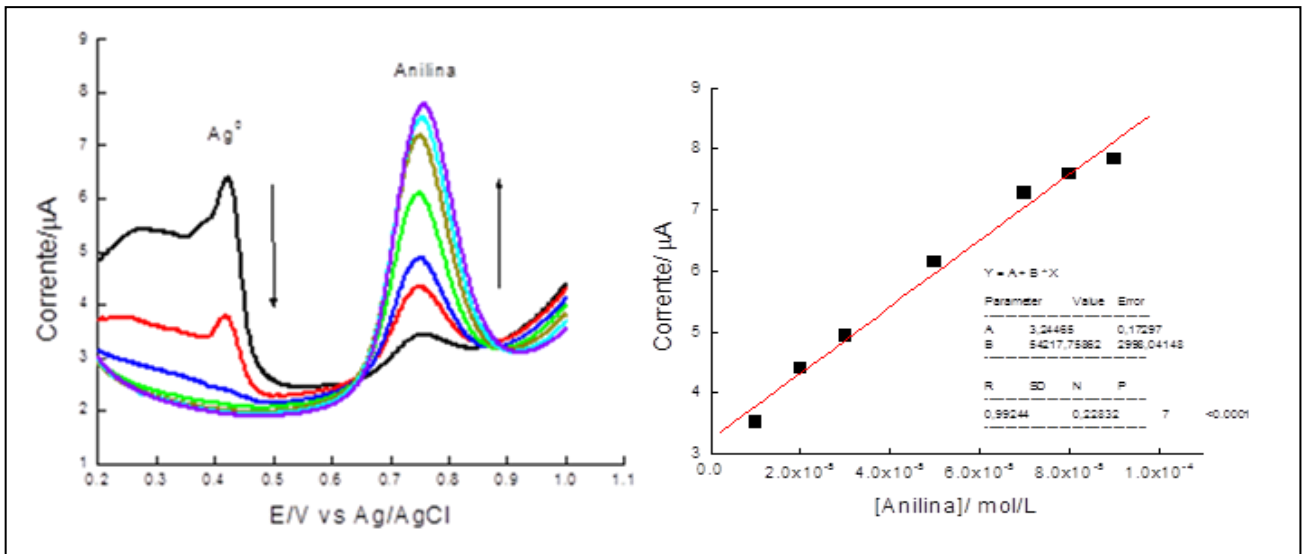 Ag⁰
Anilina
Corrente/µA
9
8
7
6
5
4
3
2
1
0.2 0.3 0.4 0.5 0.6 0.7 0.8 0.9 1.0 1.1
E/V vs Ag/AgCl
Corrente/ µA
9
8
7
6
5
4
3
Y = A + B * X
Parameter Value Error
A 3,24465 0,17297
B 54217,75862 2998,04148
R SD N P
0,99244 0,22832 7 <0.0001
0.0 2.0x10⁻⁵ 4.0x10⁻⁵ 6.0x10⁻⁵ 8.0x10⁻⁵ 1.0x10⁻⁴
[Anilina]/ mol/L